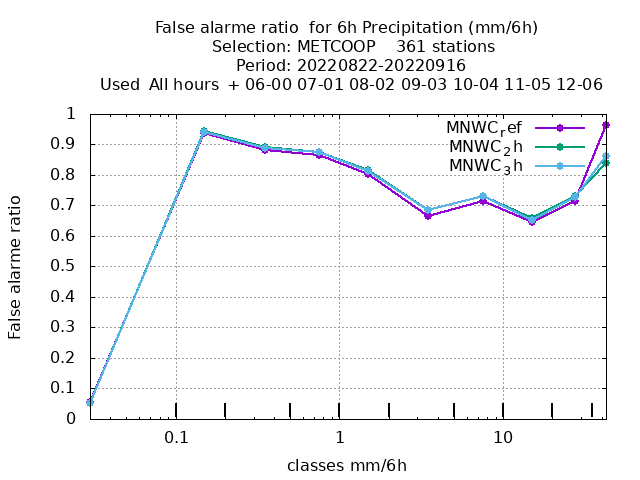 False alarme ratio  for 6h Precipitation (mm/6h)
Selection: METCOOP    361 stations
Period: 20220822-20220916
Used  All hours  + 06-00 07-01 08-02 09-03 10-04 11-05 12-06
MNWC_ref
MNWC_2h
MNWC_3h
1
0.9
0.8
0.7
0.6
0.5
0.4
0.3
0.2
0.1
0
False alarme ratio
0.1 1 10
classes mm/6h